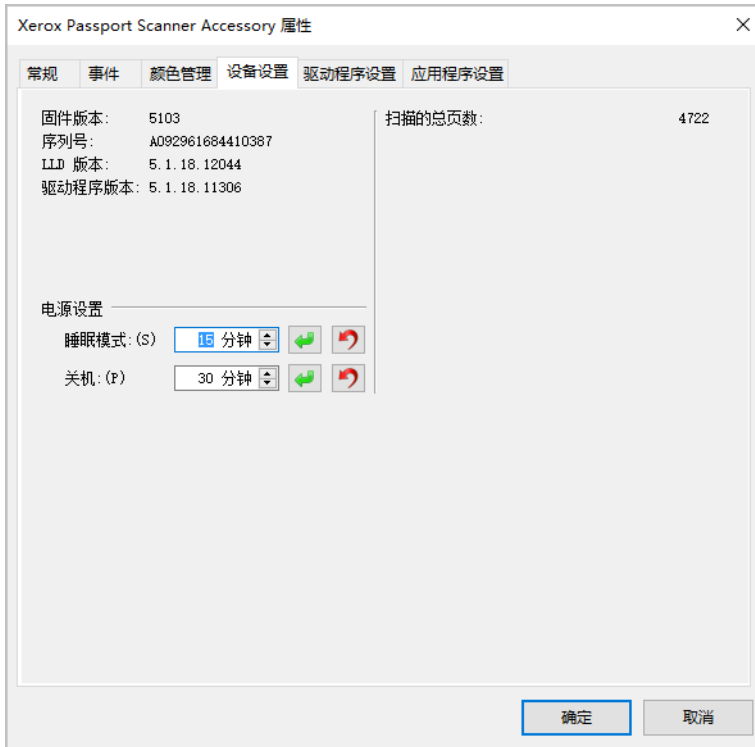 Xerox Passport Scanner Accessory 属性
常规 事件 颜色管理 设备设置 驱动程序设置 应用程序设置
固件版本: 5103
序列号: A092961684410387
LLD 版本: 5.1.18.12044
驱动程序版本: 5.1.18.11306
扫描的总页数: 4722
电源设置
睡眠模式:(S) 15 分钟
关机:(P) 30 分钟
确定 取消